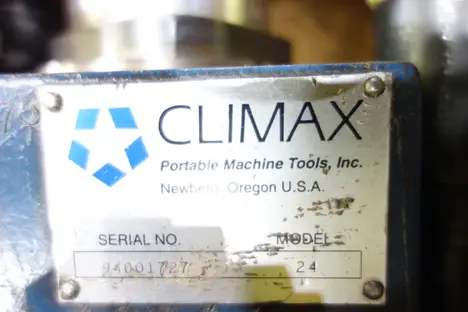 CLIMAX
Portable Machine Tools, Inc.
Newberg, Oregon U.S.A.
SERIAL NO. MODEL
94001727 24